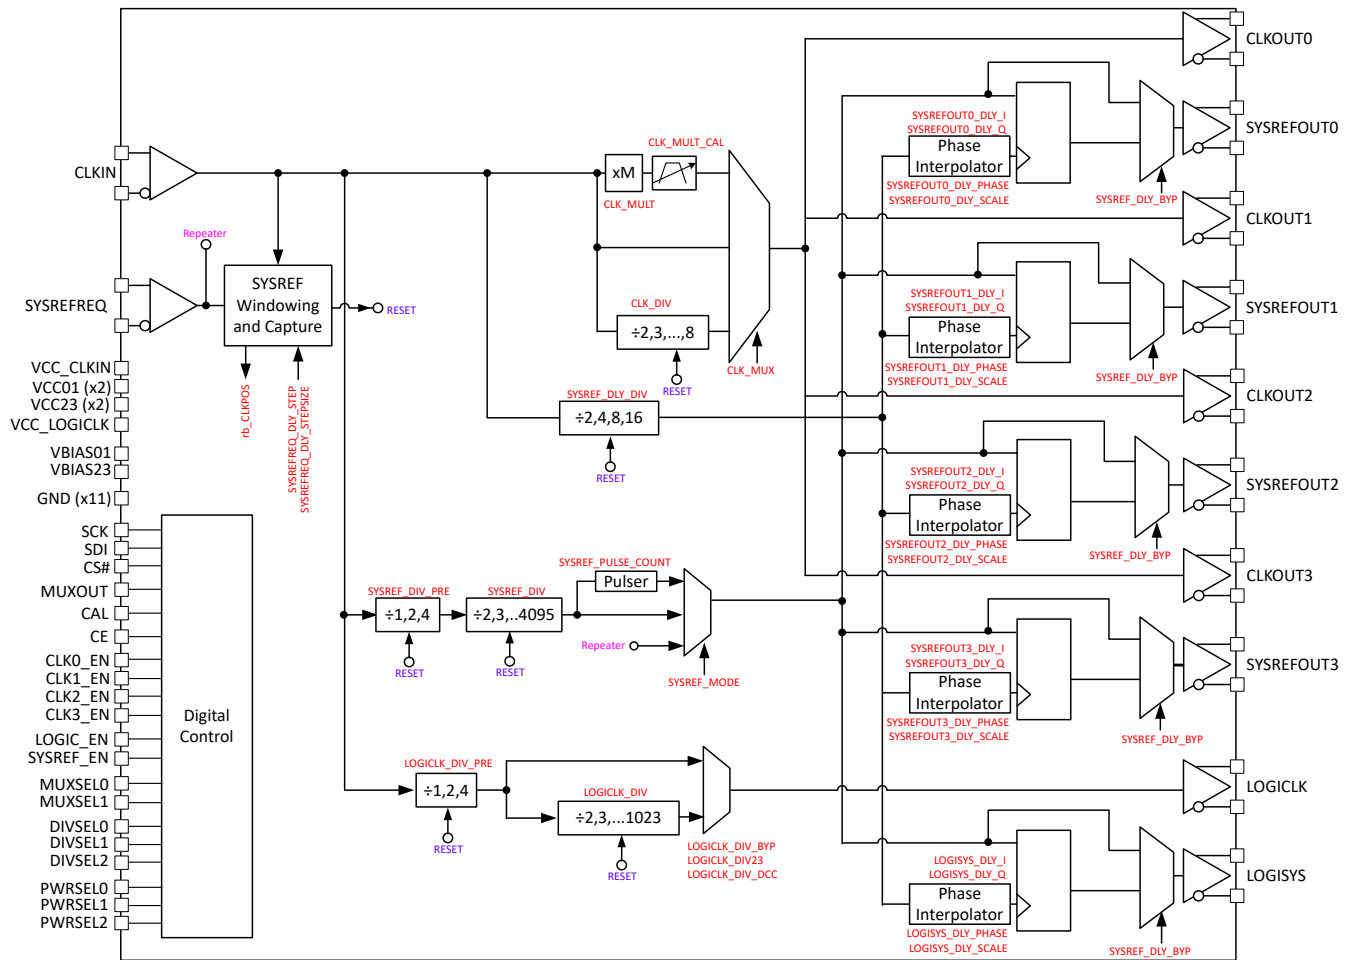 CLKIN
SYSREFREQ
VCC_CLKIN
VCC01 (x2)
VCC23 (x2)
VCC_LOGICLK
VBIAS01
VBIAS23
GND (x11)
SCK
SDI
CS#
MUXOUT
CAL
CE
CLK0_EN
CLK1_EN
CLK2_EN
CLK3_EN
LOGIC_EN
SYSREF_EN
MUXSEL0
MUXSEL1
DIVSEL0
DIVSEL1
DIVSEL2
PWRSEL0
PWRSEL1
PWRSEL2
Digital
Control
Repeater
SYSREF
Windowing
and Capture
RESET
rb_CLKPOS
SYSREFREQ_DLY_STEP
SYSREFREQ_DLY_STEPSIZE
CLK_MULT_CAL
xM
CLK_MULT
CLK_DIV
÷2,3,...,8
RESET
CLK_MUX
SYSREF_DLY_DIV
÷2,4,8,16
RESET
SYSREF_DIV_PRE
÷1,2,4
RESET
SYSREF_DIV
÷2,3,..4095
RESET
SYSREF_PULSE_COUNT
Pulser
Repeater
SYSREF_MODE
LOGICLK_DIV_PRE
÷1,2,4
RESET
LOGICLK_DIV
÷2,3,...1023
RESET
LOGICLK_DIV_BYP
LOGICLK_DIV23
LOGICLK_DIV_DCC
SYSREFOUT0_DLY_I
SYSREFOUT0_DLY_Q
Phase
Interpolator
SYSREFOUT0_DLY_PHASE
SYSREFOUT0_DLY_SCALE
SYSREF_DLY_BYP
SYSREFOUT1_DLY_I
SYSREFOUT1_DLY_Q
Phase
Interpolator
SYSREFOUT1_DLY_PHASE
SYSREFOUT1_DLY_SCALE
SYSREF_DLY_BYP
SYSREFOUT2_DLY_I
SYSREFOUT2_DLY_Q
Phase
Interpolator
SYSREFOUT2_DLY_PHASE
SYSREFOUT2_DLY_SCALE
SYSREF_DLY_BYP
SYSREFOUT3_DLY_I
SYSREFOUT3_DLY_Q
Phase
Interpolator
SYSREFOUT3_DLY_PHASE
SYSREFOUT3_DLY_SCALE
SYSREF_DLY_BYP
LOGISYS_DLY_I
LOGISYS_DLY_Q
Phase
Interpolator
LOGISYS_DLY_PHASE
LOGISYS_DLY_SCALE
SYSREF_DLY_BYP
CLKOUT0
SYSREFOUT0
CLKOUT1
SYSREFOUT1
CLKOUT2
SYSREFOUT2
CLKOUT3
SYSREFOUT3
LOGICLK
LOGISYS